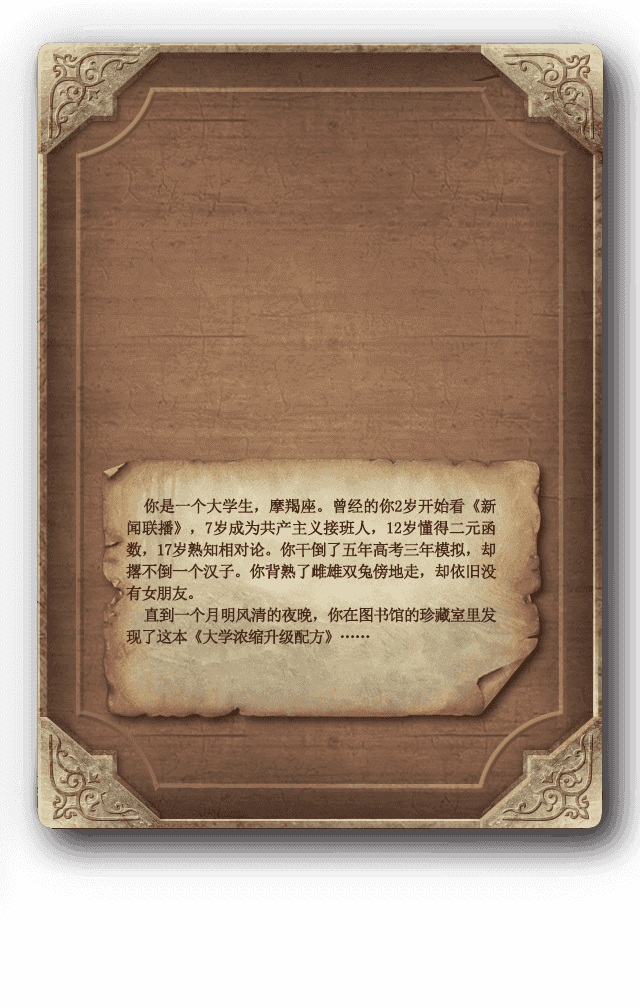 你是一个大学生，摩羯座。曾经的你2岁开始看《新
闻联播》，7岁成为共产主义接班人，12岁懂得二元函
数，17岁熟知相对论。你干倒了五年高考三年模拟，却
撂不倒一个汉子。你背熟了雌雄双兔傍地走，却依旧没
有女朋友。
直到一个月明风清的夜晚，你在图书馆的珍藏室里发
现了这本《大学浓缩升级配方》……